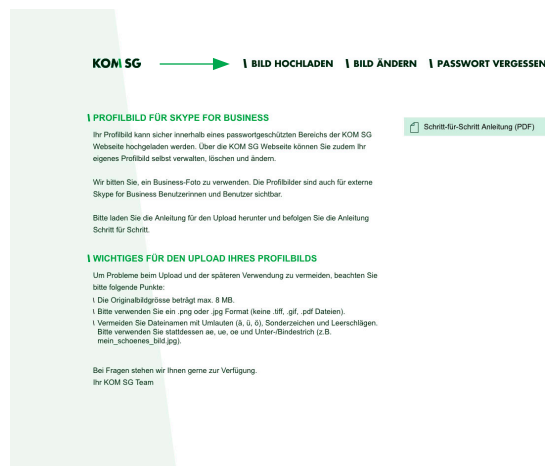 KOM SG
\ BILD HOCHLADEN \ BILD ÄNDERN \ PASSWORT VERGESSEN
\ PROFILBILD FÜR SKYPE FOR BUSINESS
Schritt-für-Schritt Anleitung (PDF)
Ihr Profilbild kann sicher innerhalb eines passwortgeschützten Bereichs der KOM SG
Webseite hochgeladen werden. Über die KOM SG Webseite können Sie zudem Ihr
eigenes Profilbild selbst verwalten, löschen und ändern.
Wir bitten Sie, ein Business-Foto zu verwenden. Die Profilbilder sind auch für externe
Skype for Business Benutzerinnen und Benutzer sichtbar.
Bitte laden Sie die Anleitung für den Upload herunter und befolgen Sie die Anleitung
Schritt für Schritt.
\ WICHTIGES FÜR DEN UPLOAD IHRES PROFILBILDS
Um Probleme beim Upload und der späteren Verwendung zu vermeiden, beachten Sie
bitte folgende Punkte:
\ Die Originalbildgrösse beträgt max. 8 MB.
\ Bitte verwenden Sie ein .png oder .jpg Format (keine .tiff, .gif, .pdf Dateien).
\ Vermeiden Sie Dateinamen mit Umlauten (ä, ü, ö), Sonderzeichen und Leerschlägen.
Bitte verwenden Sie stattdessen ae, ue, oe und Unter-/Bindestrich (z.B.
mein_schoenes_bild.jpg).
Bei Fragen stehen wir Ihnen gerne zur Verfügung.
Ihr KOM SG Team